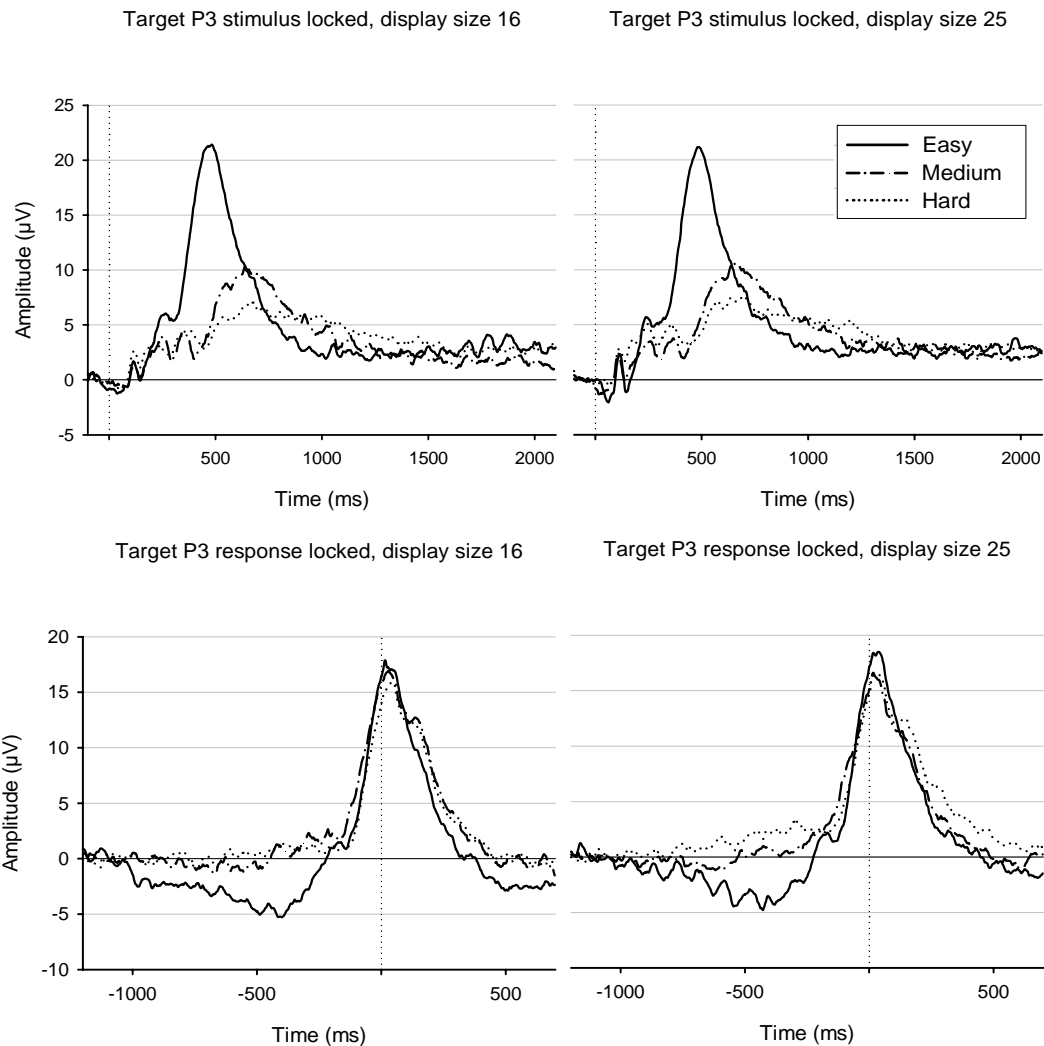 Target P3 stimulus locked, display size 16
Target P3 stimulus locked, display size 25
25
20
15
10
5
0
-5
Amplitude (µV)
Easy
Medium
Hard
500 1000 1500 2000
500 1000 1500 2000
Time (ms)
Time (ms)
Target P3 response locked, display size 16
Target P3 response locked, display size 25
20
15
10
5
0
-5
-10
Amplitude (µV)
-1000 -500 500
-1000 -500 500
Time (ms)
Time (ms)